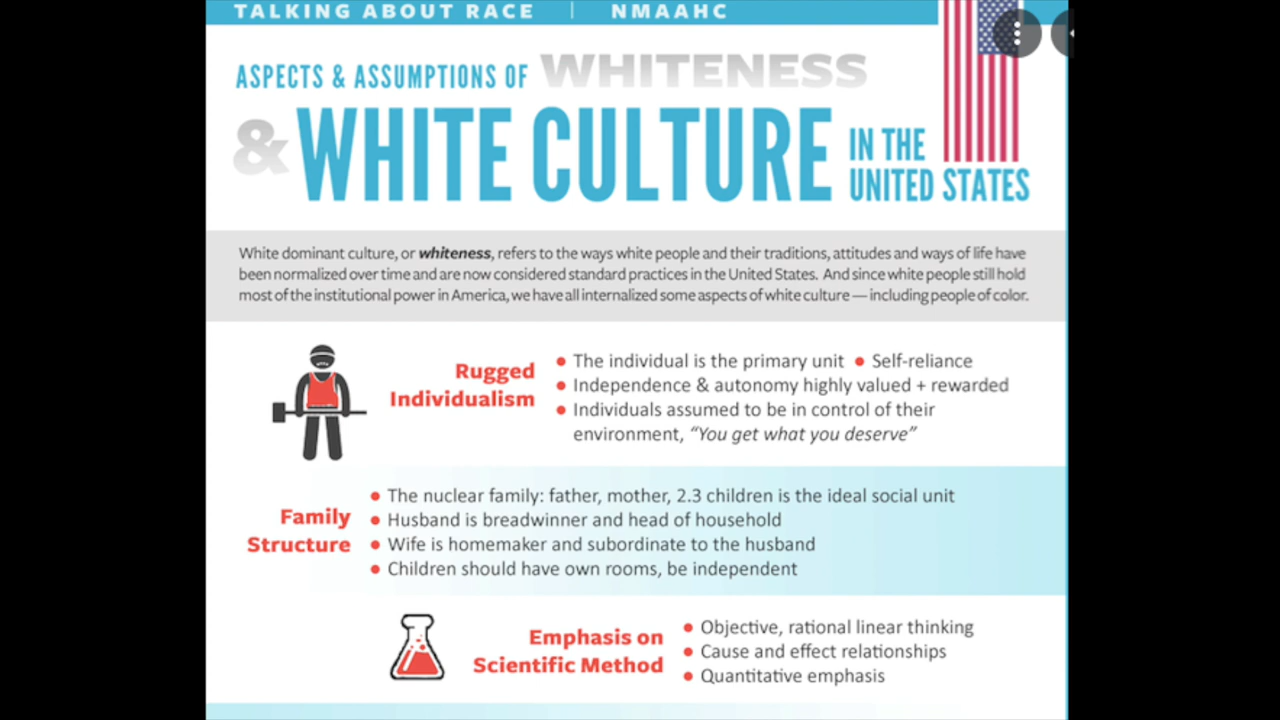 TALKING ABOUT RACE | NMAAHC
ASPECTS & ASSUMPTIONS OF WHITENESS
& WHITE CULTURE IN THE
UNITED STATES
White dominant culture, or whiteness, refers to the ways white people and their traditions, attitudes and ways of life have
been normalized over time and are now considered standard practices in the United States. And since white people still hold
most of the institutional power in America, we have all internalized some aspects of white culture — including people of color.
Rugged
Individualism
● The individual is the primary unit ● Self-reliance
● Independence & autonomy highly valued + rewarded
● Individuals assumed to be in control of their
environment, “You get what you deserve”
Family
Structure
● The nuclear family: father, mother, 2.3 children is the ideal social unit
● Husband is breadwinner and head of household
● Wife is homemaker and subordinate to the husband
● Children should have own rooms, be independent
Emphasis on
Scientific Method
● Objective, rational linear thinking
● Cause and effect relationships
● Quantitative emphasis